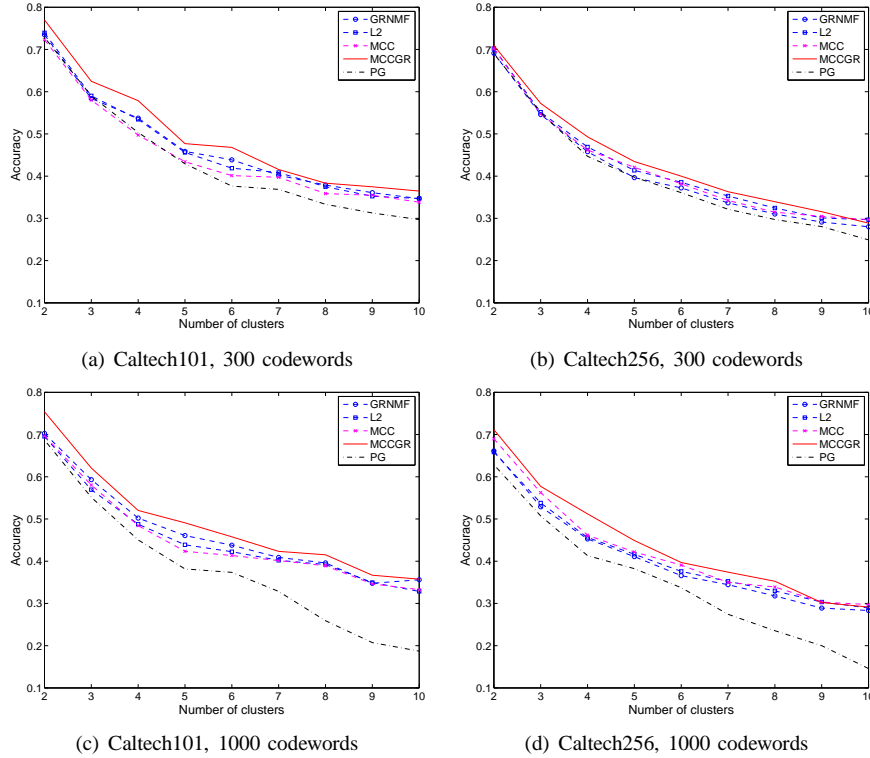 0.8
0.7
0.6
0.5
0.4
0.3
0.2
0.1
Accuracy
2 3 4 5 6 7 8 9 10
Number of clusters
GRNMF
L2
MCC
MCCGR
PG
(a) Caltech101, 300 codewords
0.8
0.7
0.6
0.5
0.4
0.3
0.2
0.1
Accuracy
2 3 4 5 6 7 8 9 10
Number of clusters
GRNMF
L2
MCC
MCCGR
PG
(b) Caltech256, 300 codewords
0.8
0.7
0.6
0.5
0.4
0.3
0.2
0.1
Accuracy
2 3 4 5 6 7 8 9 10
Number of clusters
GRNMF
L2
MCC
MCCGR
PG
(c) Caltech101, 1000 codewords
0.8
0.7
0.6
0.5
0.4
0.3
0.2
0.1
Accuracy
2 3 4 5 6 7 8 9 10
Number of clusters
GRNMF
L2
MCC
MCCGR
PG
(d) Caltech256, 1000 codewords